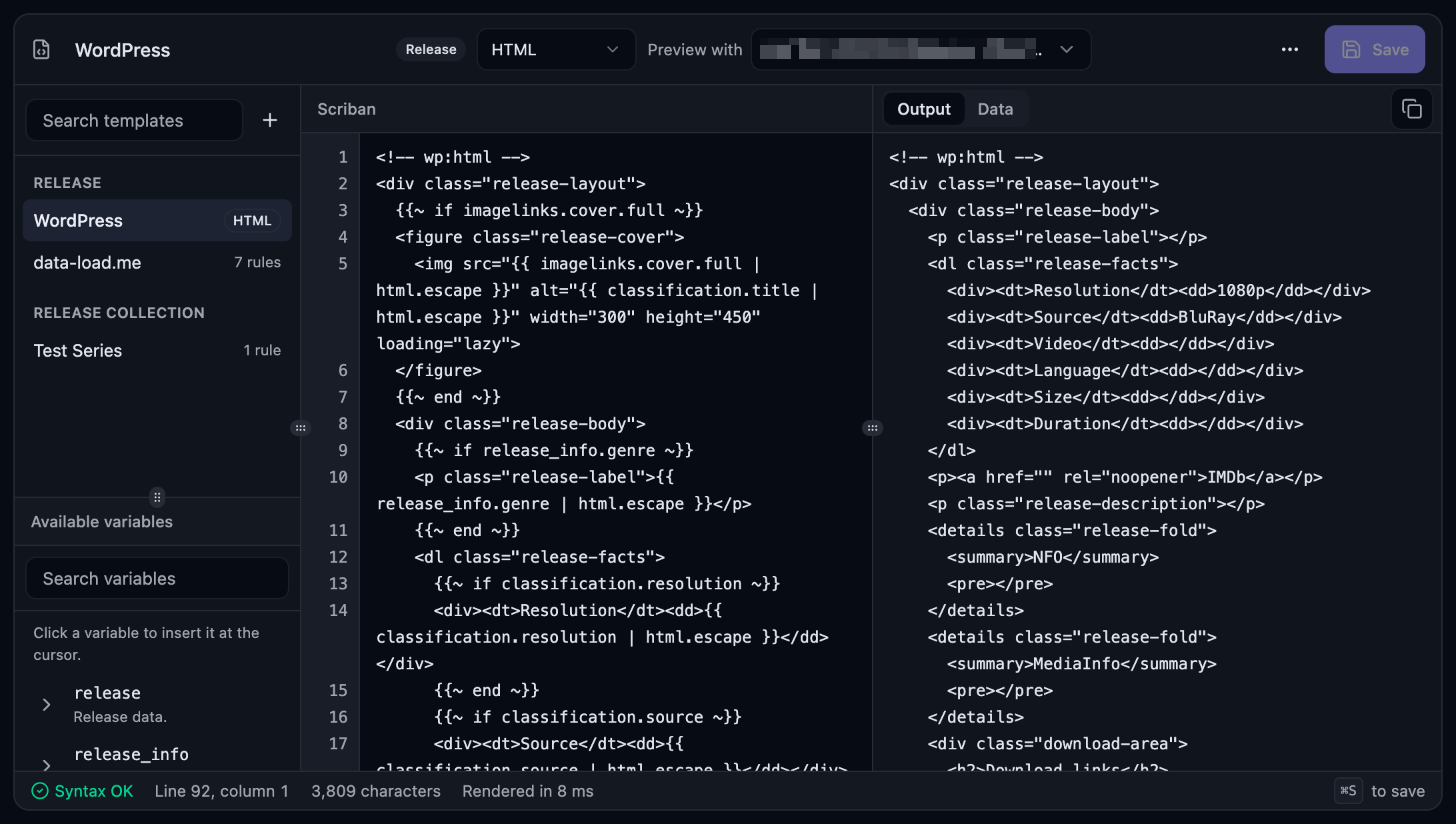 WordPress
Release
HTML
Preview with
..
Save
Search templates
RELEASE
WordPress HTML
data-load.me 7 rules
RELEASE COLLECTION
Test Series 1 rule
Available variables
Search variables
Click a variable to insert it at the
cursor.
release
Release data.
release_info
Scriban
1 <!-- wp:html -->
2 <div class="release-layout">
3 {{~ if imagelinks.cover.full ~}}
4 <figure class="release-cover">
5 <img src="{{ imagelinks.cover.full |
html.escape }}" alt="{{ classification.title |
html.escape }}" width="300" height="450"
loading="lazy">
6 </figure>
7 {{~ end ~}}
8 <div class="release-body">
9 {{~ if release_info.genre ~}}
10 <p class="release-label">{{
release_info.genre | html.escape }}</p>
11 {{~ end ~}}
12 <dl class="release-facts">
13 {{~ if classification.resolution ~}}
14 <div><dt>Resolution</dt><dd>{{
classification.resolution | html.escape }}</dd>
</div>
15 {{~ end ~}}
16 {{~ if classification.source ~}}
17 <div><dt>Source</dt><dd>{{
classification.source | html.escape }}</dd></div>
Output Data
<!-- wp:html -->
<div class="release-layout">
<div class="release-body">
<p class="release-label"></p>
<dl class="release-facts">
<div><dt>Resolution</dt><dd>1080p</dd></div>
<div><dt>Source</dt><dd>BluRay</dd></div>
<div><dt>Video</dt><dd></dd></div>
<div><dt>Language</dt><dd></dd></div>
<div><dt>Size</dt><dd></dd></div>
<div><dt>Duration</dt><dd></dd></div>
</dl>
<p><a href="" rel="noopener">IMDb</a></p>
<p class="release-description"></p>
<details class="release-fold">
<summary>NFO</summary>
<pre></pre>
</details>
<details class="release-fold">
<summary>MediaInfo</summary>
<pre></pre>
</details>
<div class="download-area">
<h2>Download links</h2>
Syntax OK Line 92, column 1 3,809 characters Rendered in 8 ms
⌘S to save